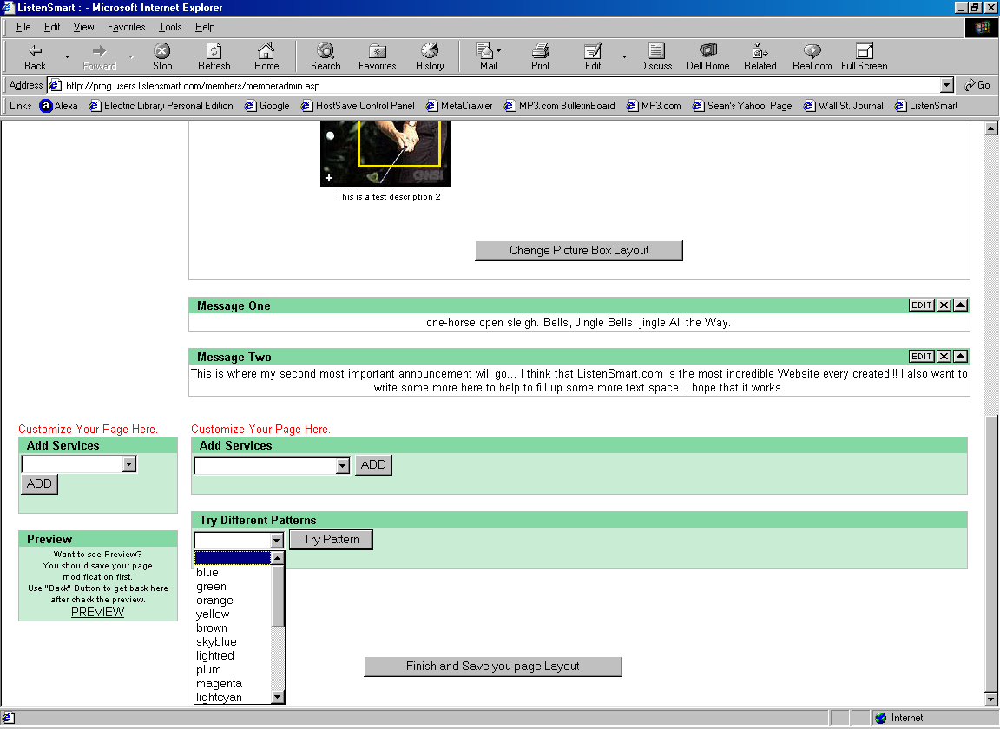 ListenSmart : - Microsoft Internet Explorer
File Edit View Favorites Tools Help
Back Forward Stop Refresh Home Search Favorites History Mail Print Edit Discuss Dell Home Related Real.com Full Screen
Address http://prog.users.listensmart.com/members/memberadmin.asp Go
Links Alexa Electric Library Personal Edition Google HostSave Control Panel MetaCrawler MP3.com BulletinBoard MP3.com Sean's Yahoo! Page Wall St. Journal ListenSmart
CNNSI
This is a test description 2
Change Picture Box Layout
Message One EDIT
one-horse open sleigh. Bells, Jingle Bells, jingle All the Way.
Message Two EDIT
This is where my second most important announcement will go... I think that ListenSmart.com is the most incredible Website every created!!! I also want to
write some more here to help to fill up some more text space. I hope that it works.
Customize Your Page Here.
Add Services
ADD
Preview
Want to see Preview?
You should save your page
modification first.
Use "Back" Button to get back here
after check the preview.
PREVIEW
Customize Your Page Here.
Add Services
ADD
Try Different Patterns
Try Pattern
blue
green
orange
yellow
brown
skyblue
lightred
plum
magenta
lightcyan
Finish and Save you page Layout
Internet